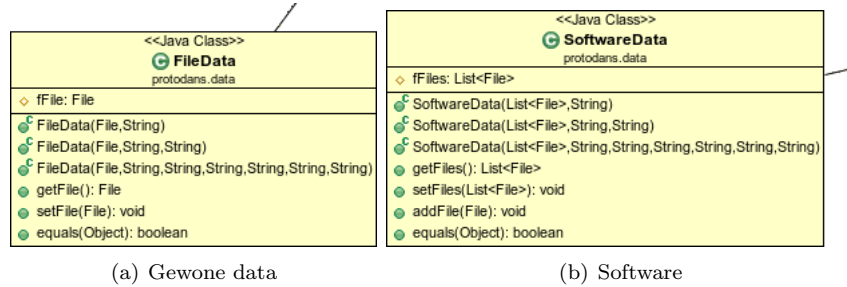 <<Java Class>>
FileData
protodans.data
fFile: File
FileData(File,String)
FileData(File,String,String)
FileData(File,String,String,String,String,String,String)
getFile(): File
setFile(File): void
equals(Object): boolean
(a) Gewone data
<<Java Class>>
SoftwareData
protodans.data
fFiles: List<File>
SoftwareData(List<File>,String)
SoftwareData(List<File>,String,String)
SoftwareData(List<File>,String,String,String,String,String,String)
getFiles(): List<File>
setFiles(List<File>): void
addFile(File): void
equals(Object): boolean
(b) Software